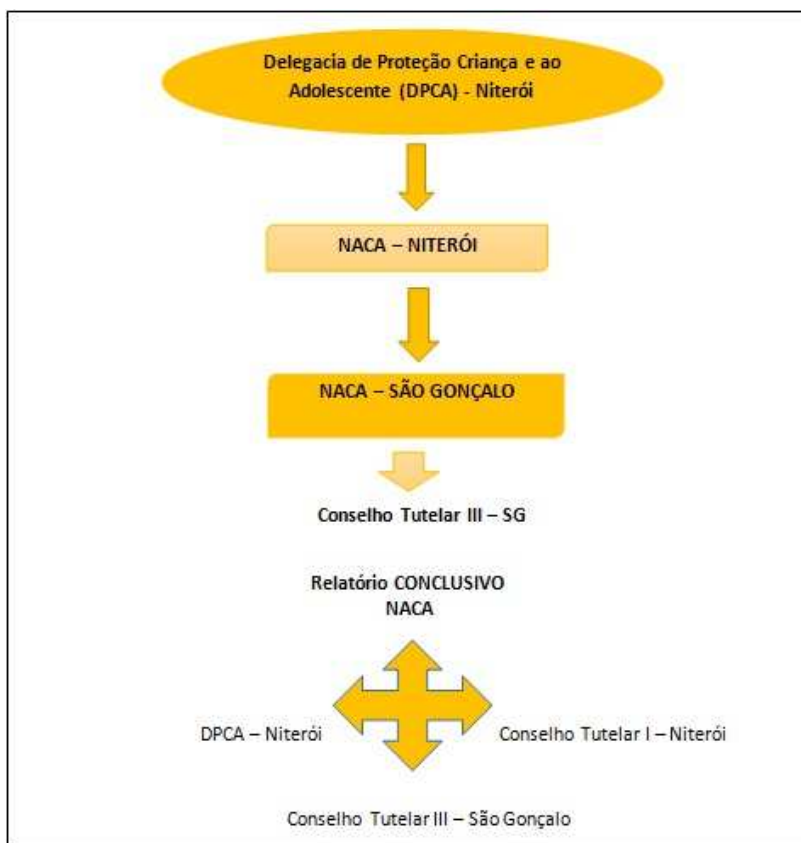 Delegacia de Proteção Criança e ao
Adolescente (DPCA) - Niterói
NACA – NITERÓI
NACA – SÃO GONÇALO
Conselho Tutelar III – SG
Relatório CONCLUSIVO
NACA
DPCA – Niterói
Conselho Tutelar I – Niterói
Conselho Tutelar III – São Gonçalo